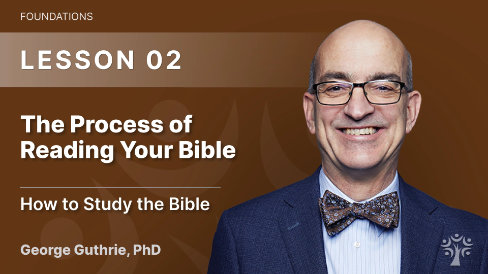 FOUNDATIONS
LESSON 02
The Process of
Reading Your Bible
How to Study the Bible
George Guthrie, PhD